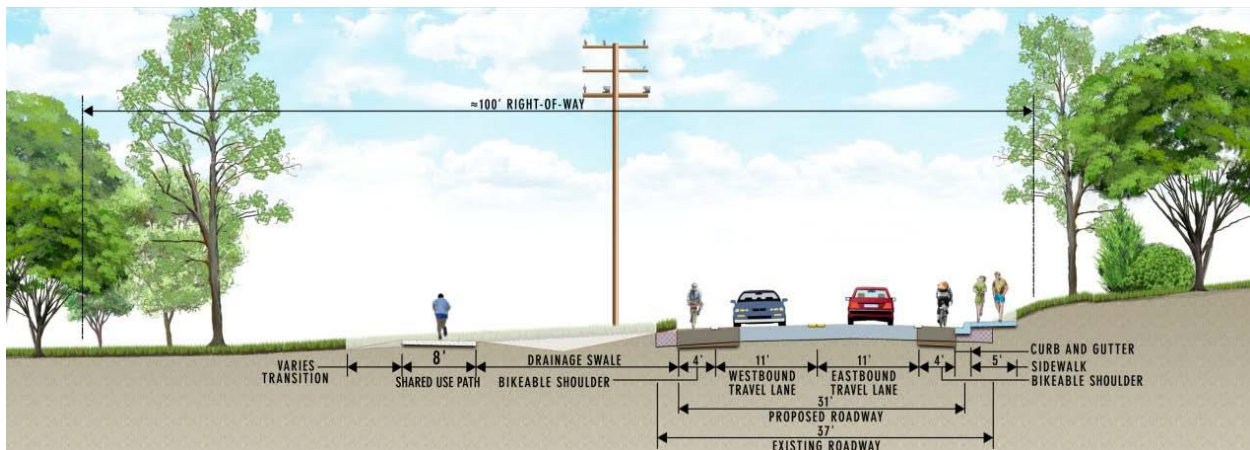 ≈100' RIGHT-OF-WAY
VARIES
TRANSITION
8'
SHARED USE PATH
DRAINAGE SWALE
BIKEABLE SHOULDER
4'
11'
WESTBOUND
TRAVEL LANE
11'
EASTBOUND
TRAVEL LANE
4'
5'
CURB AND GUTTER
SIDEWALK
BIKEABLE SHOULDER
31'
PROPOSED ROADWAY
37'
EXISTING ROADWAY